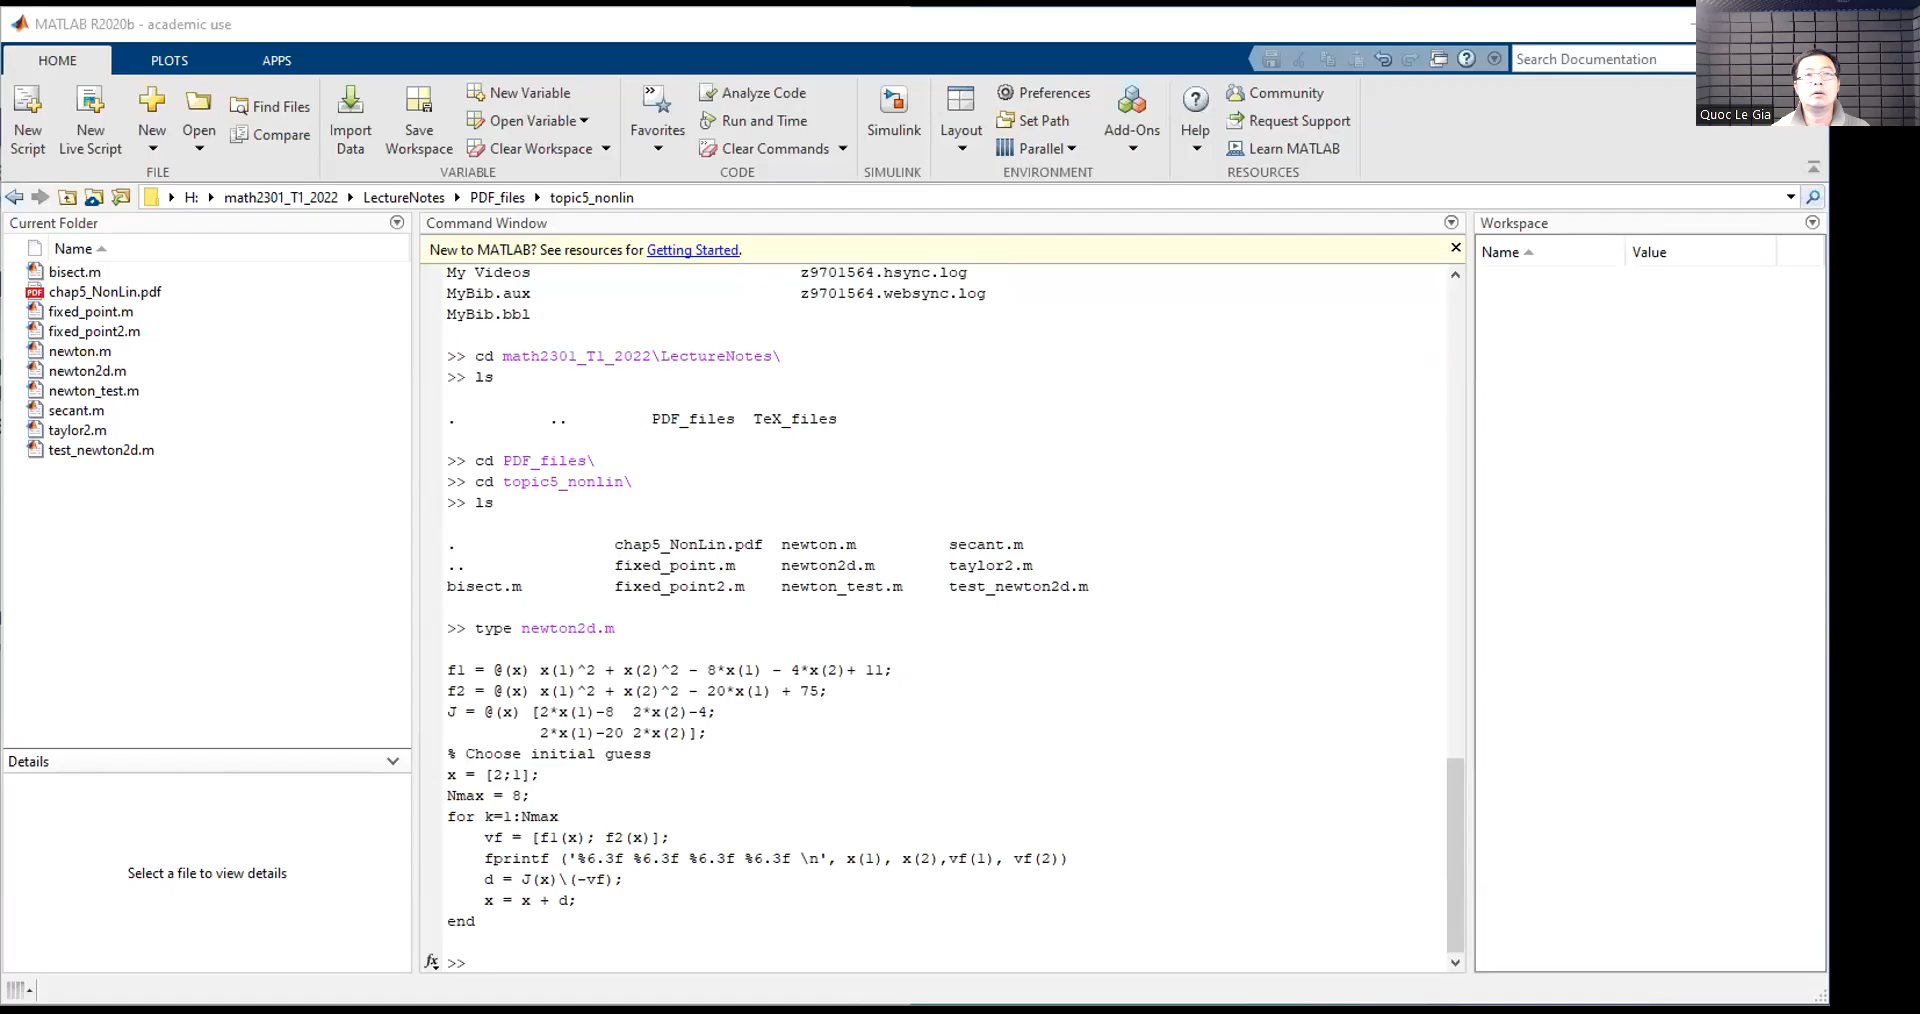 MATLAB R2020b - academic use
HOME PLOTS APPS
Search Documentation
New Script
New Live Script
New
Open
Find Files
Compare
FILE
Import Data
Save Workspace
New Variable
Open Variable
Clear Workspace
VARIABLE
Favorites
Analyze Code
Run and Time
Clear Commands
CODE
Simulink
SIMULINK
Layout
Preferences
Set Path
Parallel
ENVIRONMENT
Add-Ons
Help
Community
Request Support
Learn MATLAB
RESOURCES
Quoc Le Gia
H: math2301_T1_2022 LectureNotes PDF_files topic5_nonlin
Current Folder
Name
bisect.m
PDF chap5_NonLin.pdf
fixed_point.m
fixed_point2.m
newton.m
newton2d.m
newton_test.m
secant.m
taylor2.m
test_newton2d.m
Details
Select a file to view details
Command Window
New to MATLAB? See resources for Getting Started.
My Videos z9701564.hsync.log
MyBib.aux z9701564.websync.log
MyBib.bbl
>> cd math2301_T1_2022\LectureNotes\
>> ls
. .. PDF_files TeX_files
>> cd PDF_files\
>> cd topic5_nonlin\
>> ls
. chap5_NonLin.pdf newton.m secant.m
.. fixed_point.m newton2d.m taylor2.m
bisect.m fixed_point2.m newton_test.m test_newton2d.m
>> type newton2d.m
f1 = @(x) x(1)^2 + x(2)^2 - 8*x(1) - 4*x(2)+ 11;
f2 = @(x) x(1)^2 + x(2)^2 - 20*x(1) + 75;
J = @(x) [2*x(1)-8 2*x(2)-4;
2*x(1)-20 2*x(2)];
% Choose initial guess
x = [2;1];
Nmax = 8;
for k=1:Nmax
vf = [f1(x); f2(x)];
fprintf ('%6.3f %6.3f %6.3f %6.3f \n', x(1), x(2),vf(1), vf(2))
d = J(x)\(-vf);
x = x + d;
end
fx >>
Workspace
Name Value